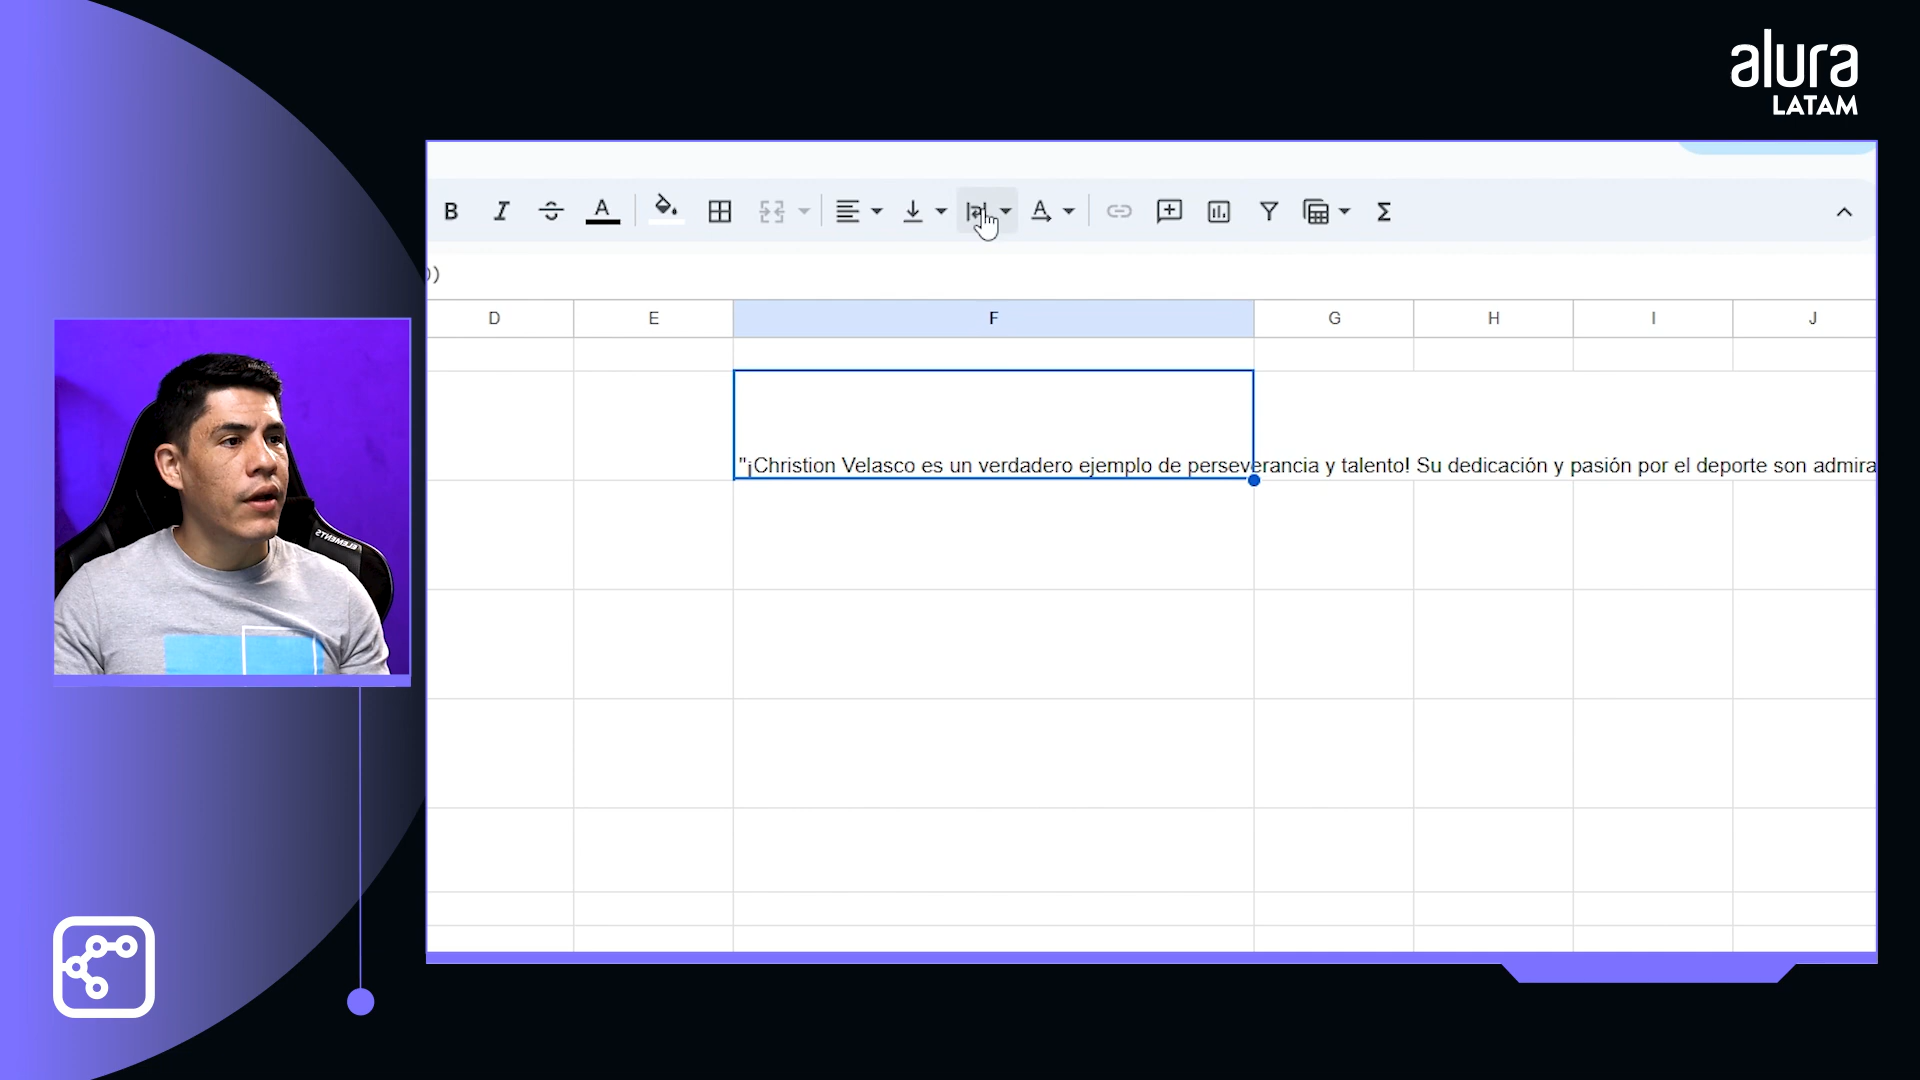 alura
LATAM
B I S A A Σ
))
D E F G H I J
"¡Christion Velasco es un verdadero ejemplo de perseverancia y talento! Su dedicación y pasión por el deporte son admira
ELEMENTS